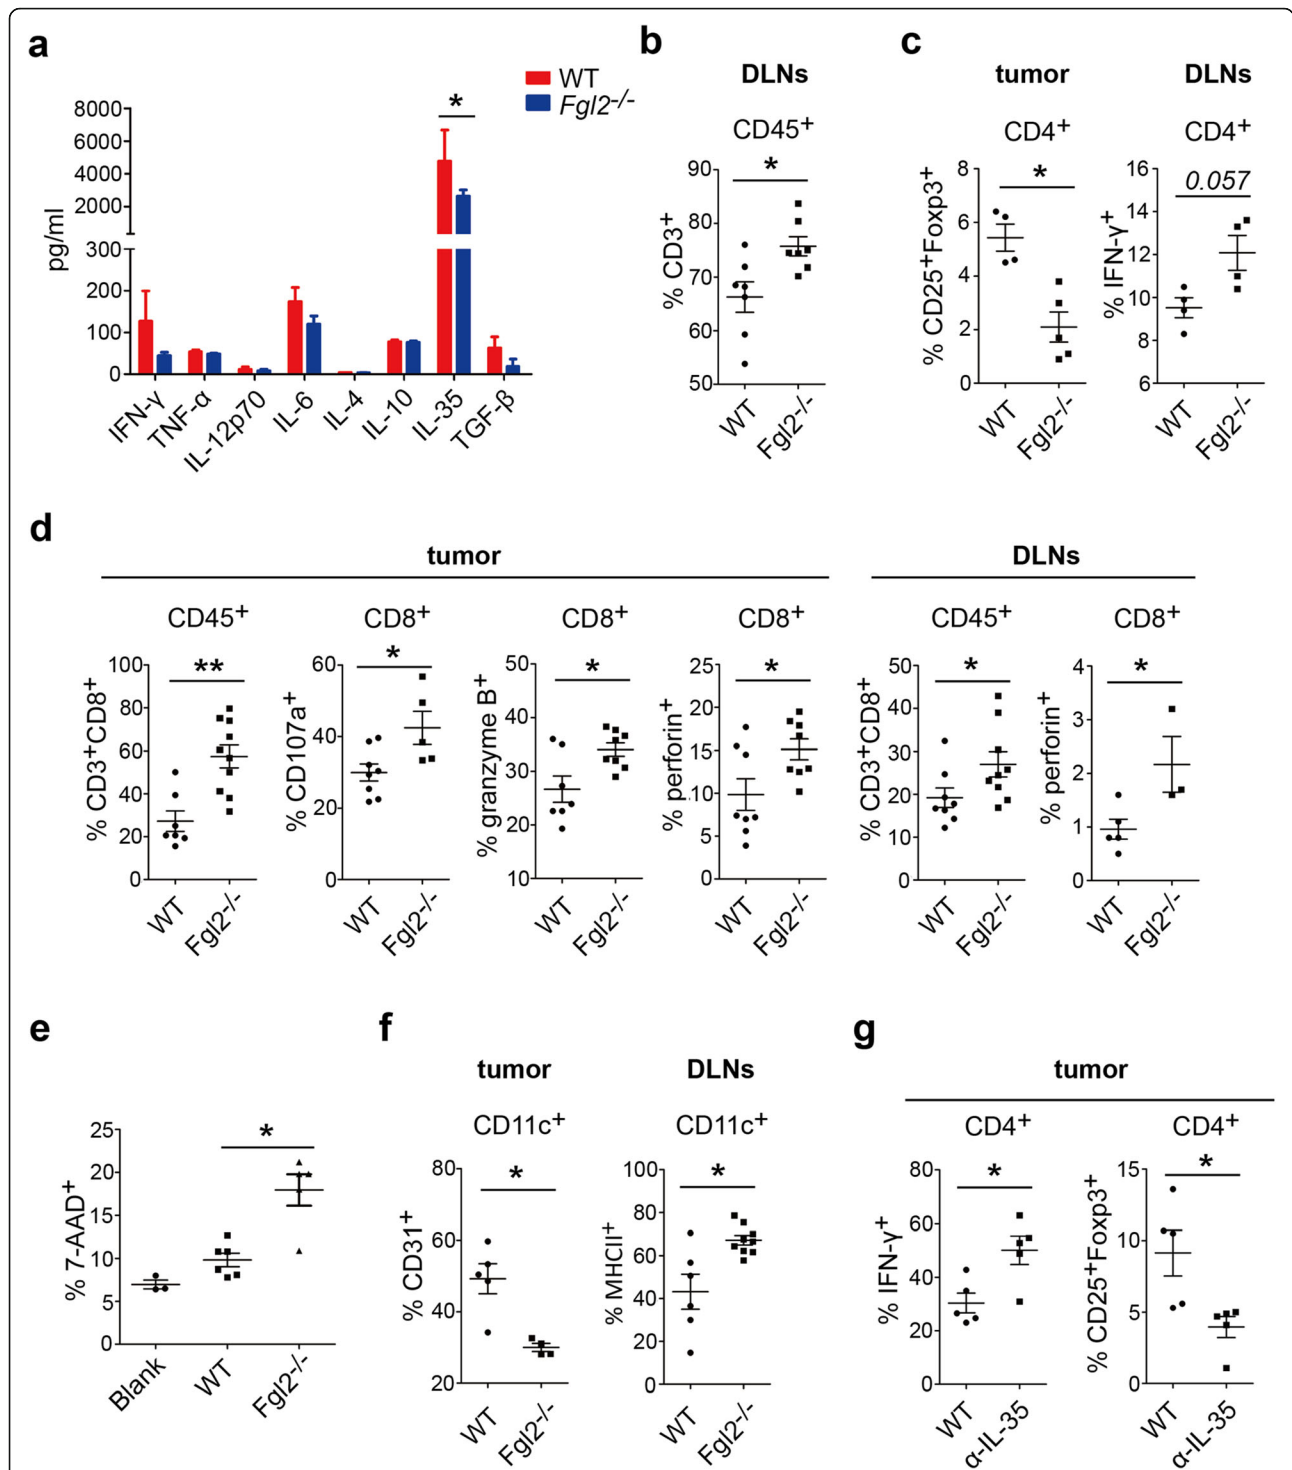 a
WT
Fgl2-/-
pg/ml
8000
6000
4000
2000
300
200
100
0
*
IFN-γ
TNF-α
IL-12p70
IL-6
IL-4
IL-10
IL-35
TGF-β
b
DLNs
CD45+
*
% CD3+
90
80
70
60
50
WT
Fgl2-/-
c
tumor
CD4+
*
% CD25+Foxp3+
8
6
4
2
0
WT
Fgl2-/-
DLNs
CD4+
0.057
% IFN-γ+
16
14
12
10
8
6
WT
Fgl2-/-
d
tumor
CD45+
**
% CD3+CD8+
100
80
60
40
20
0
WT
Fgl2-/-
CD8+
*
% CD107a+
60
40
20
0
WT
Fgl2-/-
CD8+
*
% granzyme B+
50
40
30
20
10
WT
Fgl2-/-
CD8+
*
% perforin+
25
20
15
10
5
0
WT
Fgl2-/-
DLNs
CD45+
*
% CD3+CD8+
50
40
30
20
10
0
WT
Fgl2-/-
CD8+
*
% perforin+
4
3
2
1
0
WT
Fgl2-/-
e
*
% 7-AAD+
25
20
15
10
5
0
Blank
WT
Fgl2-/-
f
tumor
CD11c+
*
% CD31+
80
60
40
20
WT
Fgl2-/-
DLNs
CD11c+
*
% MHCII+
100
80
60
40
20
0
WT
Fgl2-/-
g
tumor
CD4+
*
% IFN-γ+
80
60
40
20
0
WT
α-IL-35
CD4+
*
% CD25+Foxp3+
15
10
5
0
WT
α-IL-35